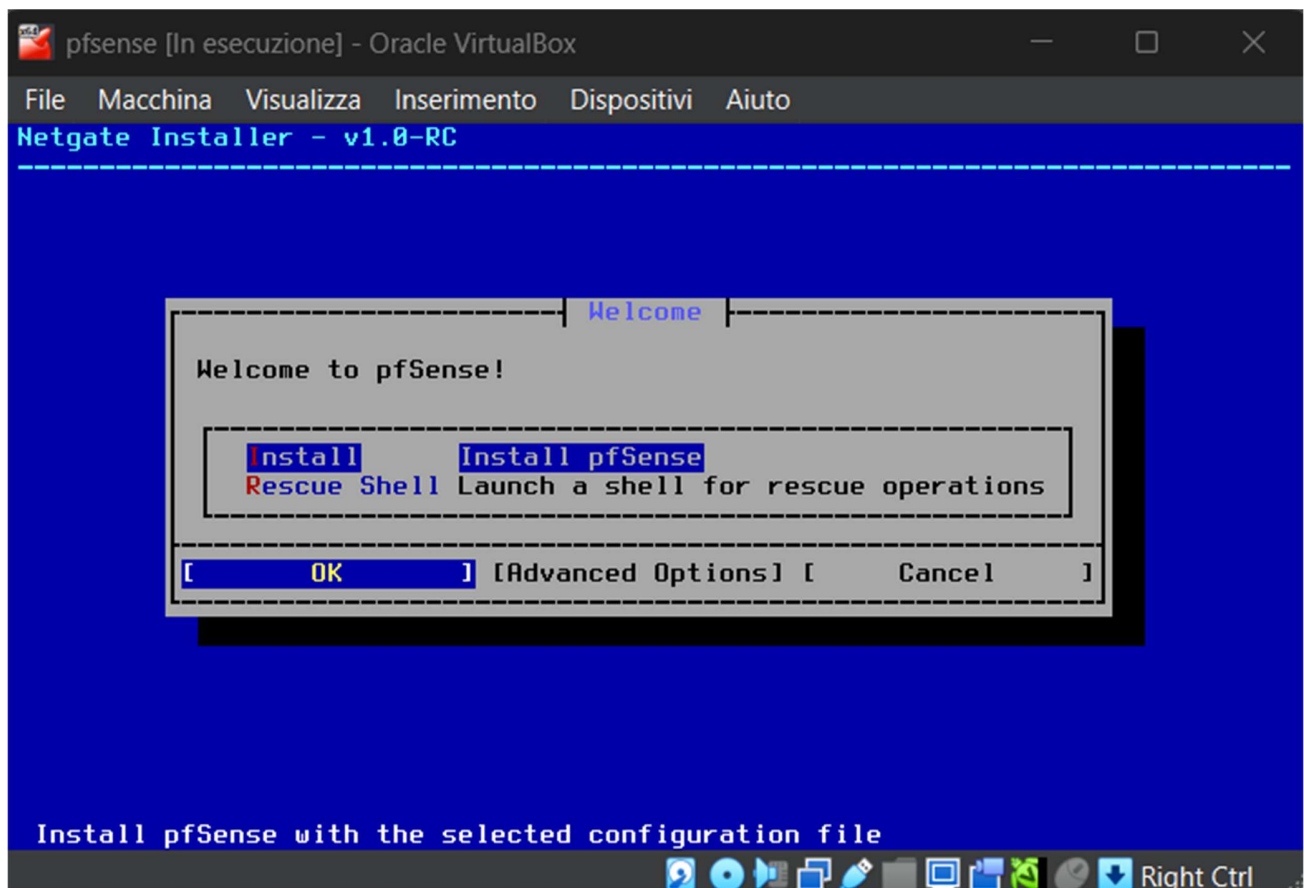 pfsense [In esecuzione] - Oracle VirtualBox
File Macchina Visualizza Inserimento Dispositivi Aiuto
Netgate Installer - v1.0-RC
Welcome
Welcome to pfSense!
Install Install pfSense
Rescue Shell Launch a shell for rescue operations
[ OK ] [Advanced Options] [ Cancel ]
Install pfSense with the selected configuration file
Right Ctrl